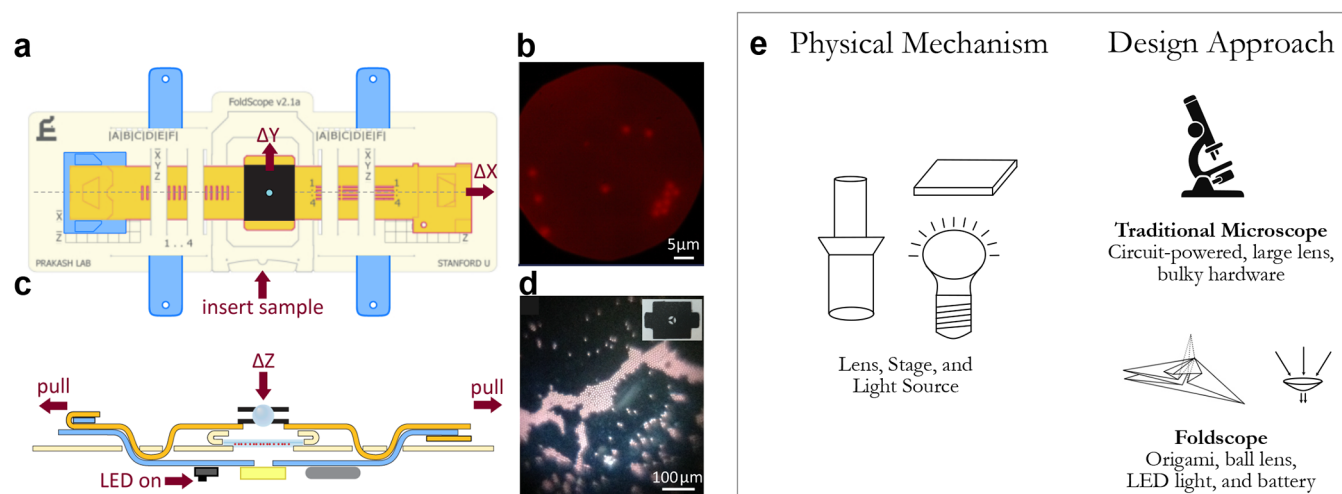 a
FoldScope v2.1a
|A|B|C|D|E|F|
|A|B|C|D|E|F|
ΔY
X
Y
Z
X
Y
Z
ΔX
1
4
1
4
X
Z
Z
1 . . 4
PRAKASH LAB
STANFORD U
insert sample
b
5μm
c
ΔZ
pull
pull
LED on
d
100μm
e
Physical Mechanism
Lens, Stage, and
Light Source
Design Approach
Traditional Microscope
Circuit-powered, large lens,
bulky hardware
Foldscope
Origami, ball lens,
LED light, and battery